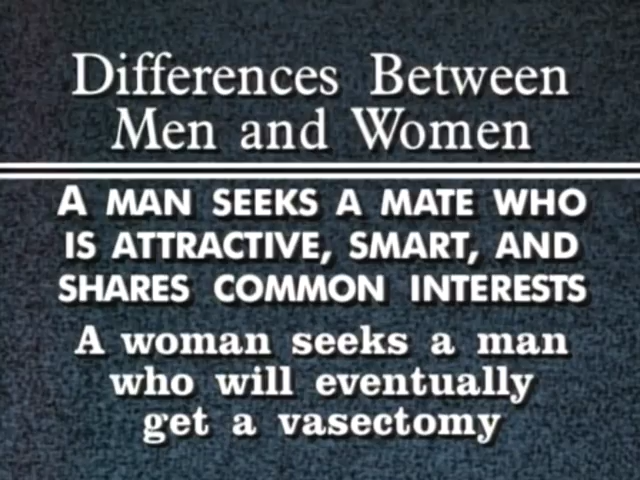 Differences Between
Men and Women
A MAN SEEKS A MATE WHO
IS ATTRACTIVE, SMART, AND
SHARES COMMON INTERESTS
A woman seeks a man
who will eventually
get a vasectomy